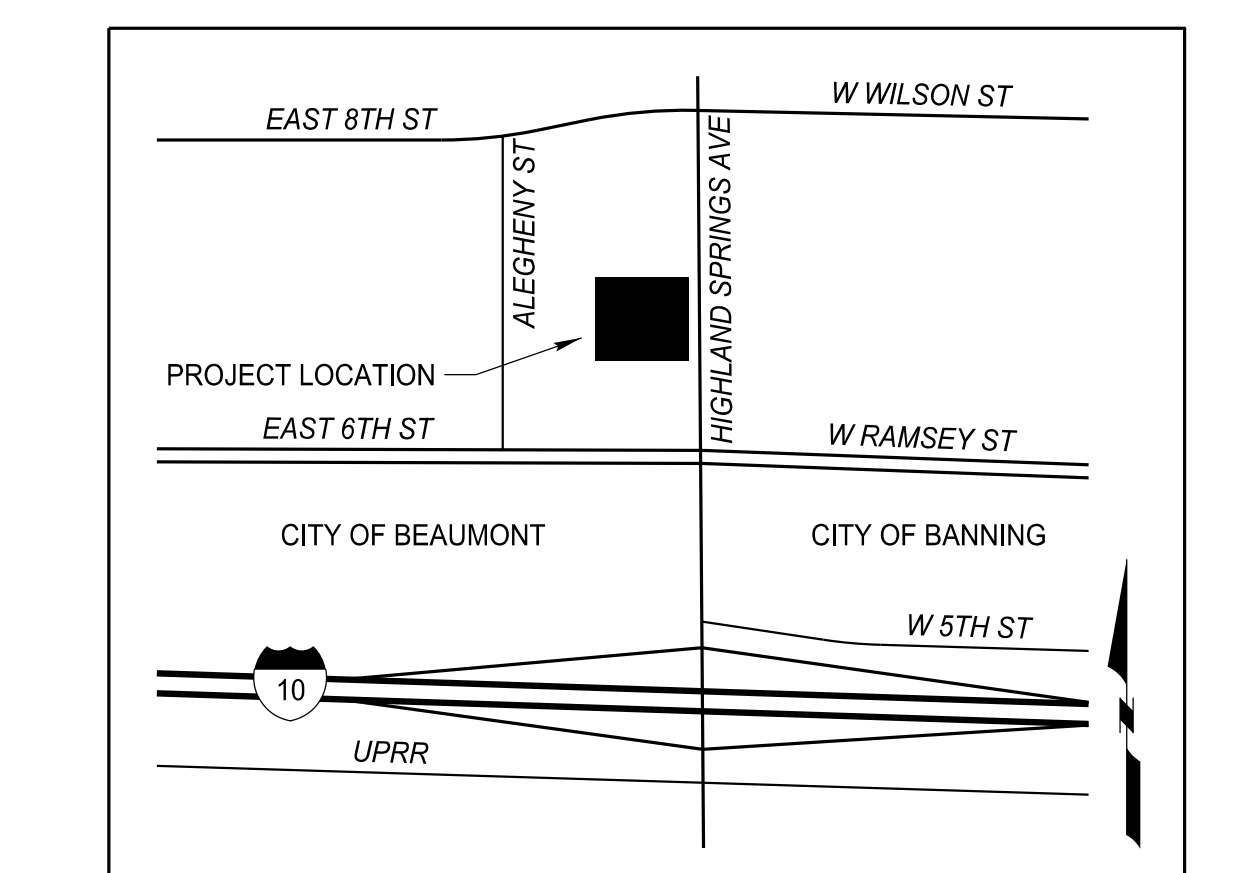 W WILSON ST
EAST 8TH ST
ALEGHENY ST
HIGHLAND SPRINGS AVE
PROJECT LOCATION
EAST 6TH ST
W RAMSEY ST
CITY OF BEAUMONT
CITY OF BANNING
W 5TH ST
10
UPRR
N